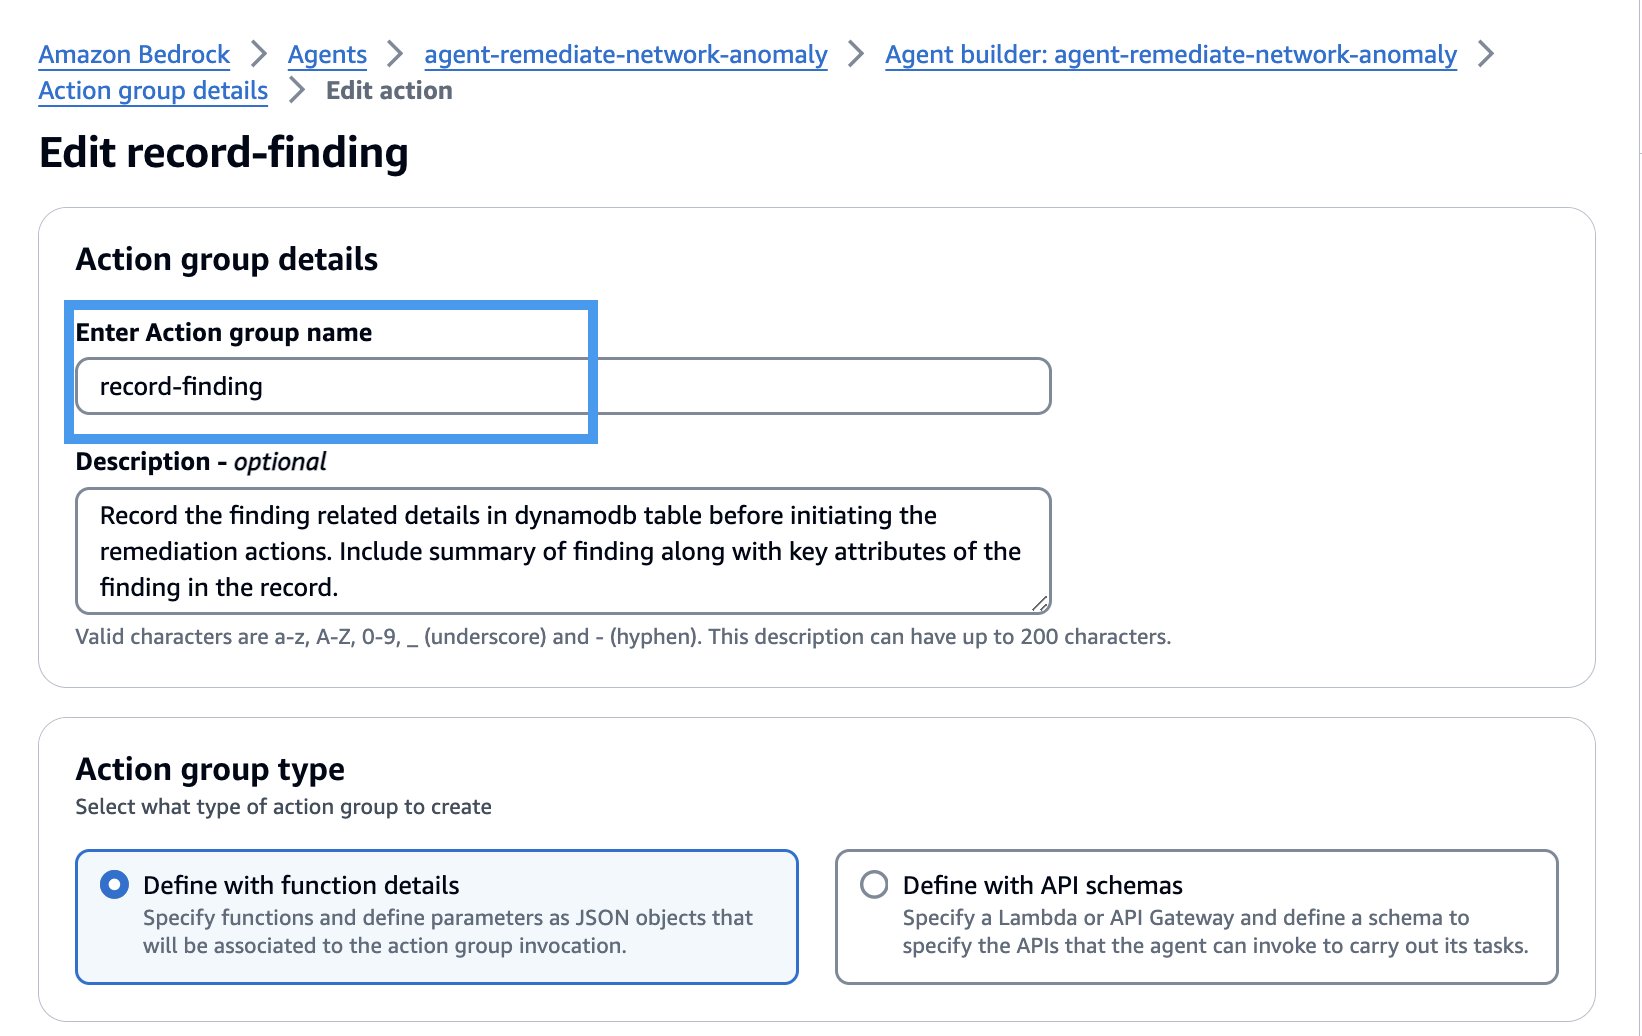 Amazon Bedrock > Agents > agent-remediate-network-anomaly > Agent builder: agent-remediate-network-anomaly >
Action group details > Edit action
Edit record-finding
Action group details
Enter Action group name
record-finding
Description - optional
Record the finding related details in dynamodb table before initiating the
remediation actions. Include summary of finding along with key attributes of the
finding in the record.
Valid characters are a-z, A-Z, 0-9, _ (underscore) and - (hyphen). This description can have up to 200 characters.
Action group type
Select what type of action group to create
Define with function details
Specify functions and define parameters as JSON objects that
will be associated to the action group invocation.
Define with API schemas
Specify a Lambda or API Gateway and define a schema to
specify the APIs that the agent can invoke to carry out its tasks.